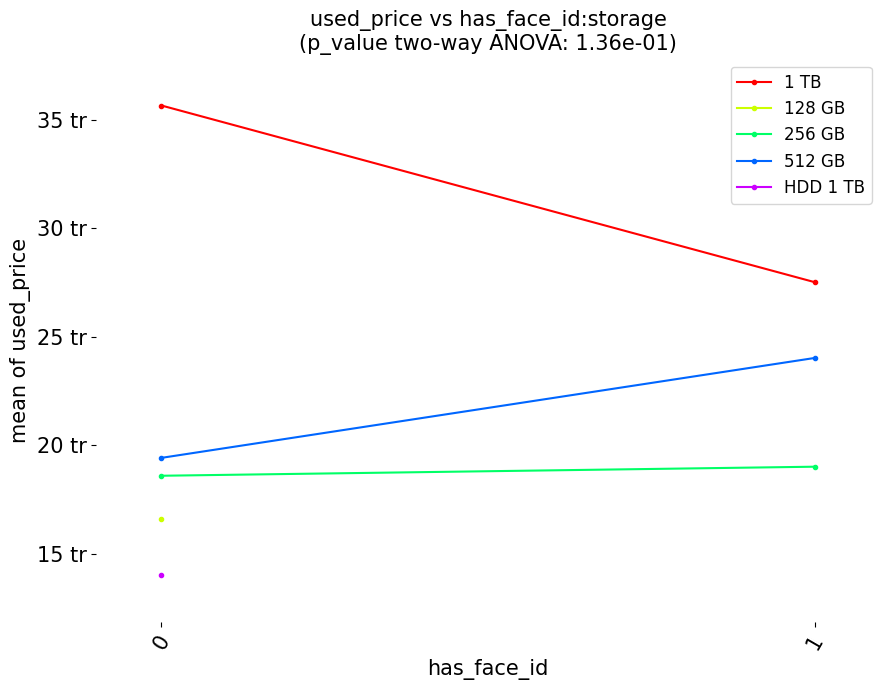 used_price vs has_face_id:storage
(p_value two-way ANOVA: 1.36e-01)
1 TB
128 GB
256 GB
512 GB
HDD 1 TB
35 tr
30 tr
25 tr
20 tr
15 tr
mean of used_price
0
1
has_face_id